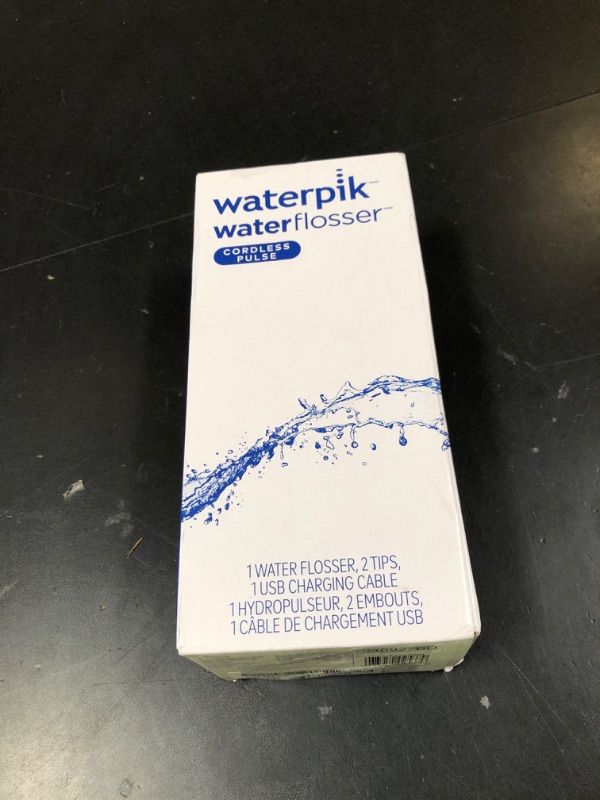 waterpik™
waterflosser™
CORDLESS
PULSE
1 WATER FLOSSER, 2 TIPS,
1 USB CHARGING CABLE
1 HYDROPULSEUR, 2 EMBOUTS,
1 CÂBLE DE CHARGEMENT USB